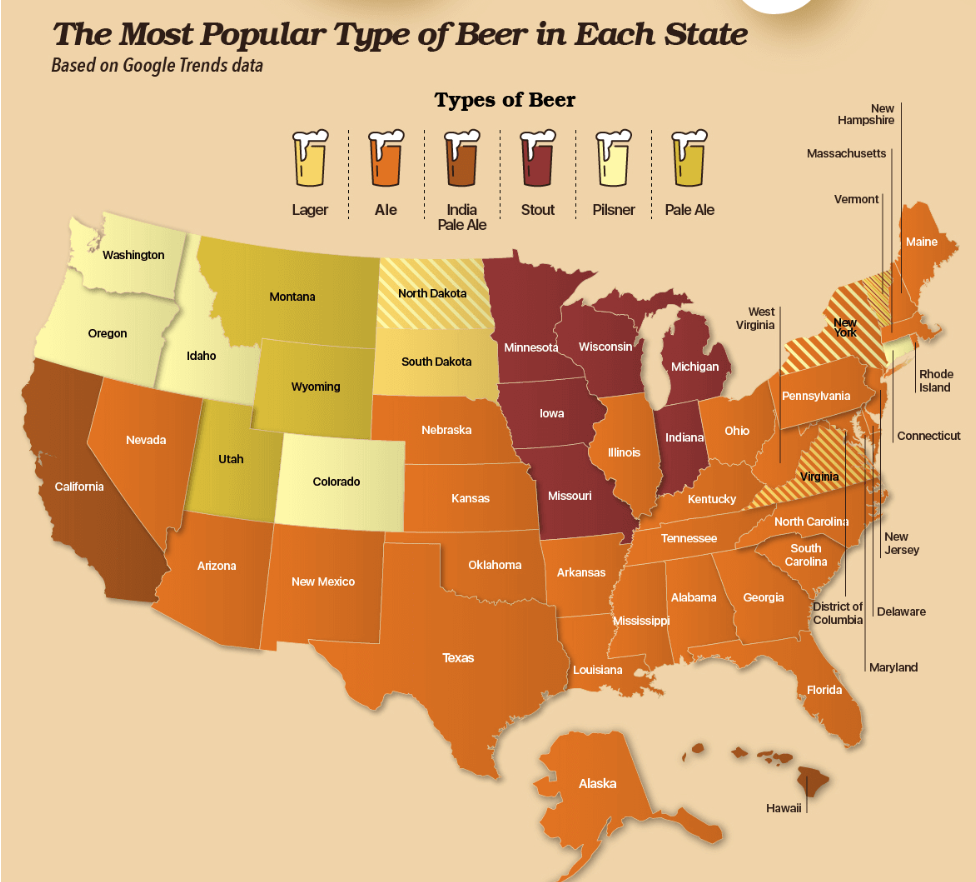 The Most Popular Type of Beer in Each State
Based on Google Trends data
Types of Beer
Lager
Ale
India
Pale Ale
Stout
Pilsner
Pale Ale
New
Hampshire
Massachusetts
Vermont
Maine
Washington
Montana
North Dakota
Oregon
Idaho
Wyoming
South Dakota
Minnesota
Wisconsin
Michigan
West
Virginia
New
York
Rhode
Island
Connecticut
Pennsylvania
Nevada
Utah
Colorado
Nebraska
Iowa
Illinois
Indiana
Ohio
California
Kansas
Missouri
Kentucky
Virginia
Arizona
New Mexico
Oklahoma
Arkansas
Tennessee
North Carolina
South
Carolina
New
Jersey
Texas
Louisiana
Mississippi
Alabama
Georgia
District of
Columbia
Delaware
Maryland
Florida
Alaska
Hawaii